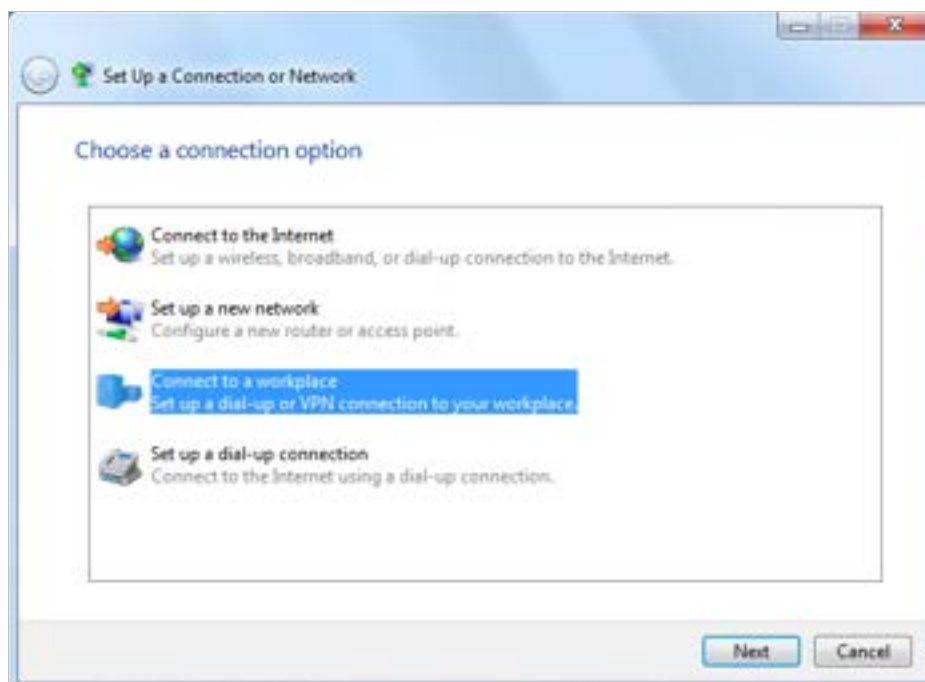 Set Up a Connection or Network
Choose a connection option
Connect to the Internet
Set up a wireless, broadband, or dial-up connection to the Internet.
Set up a new network
Configure a new router or access point.
Connect to a workplace
Set up a dial-up or VPN connection to your workplace.
Set up a dial-up connection
Connect to the Internet using a dial-up connection.
Next
Cancel